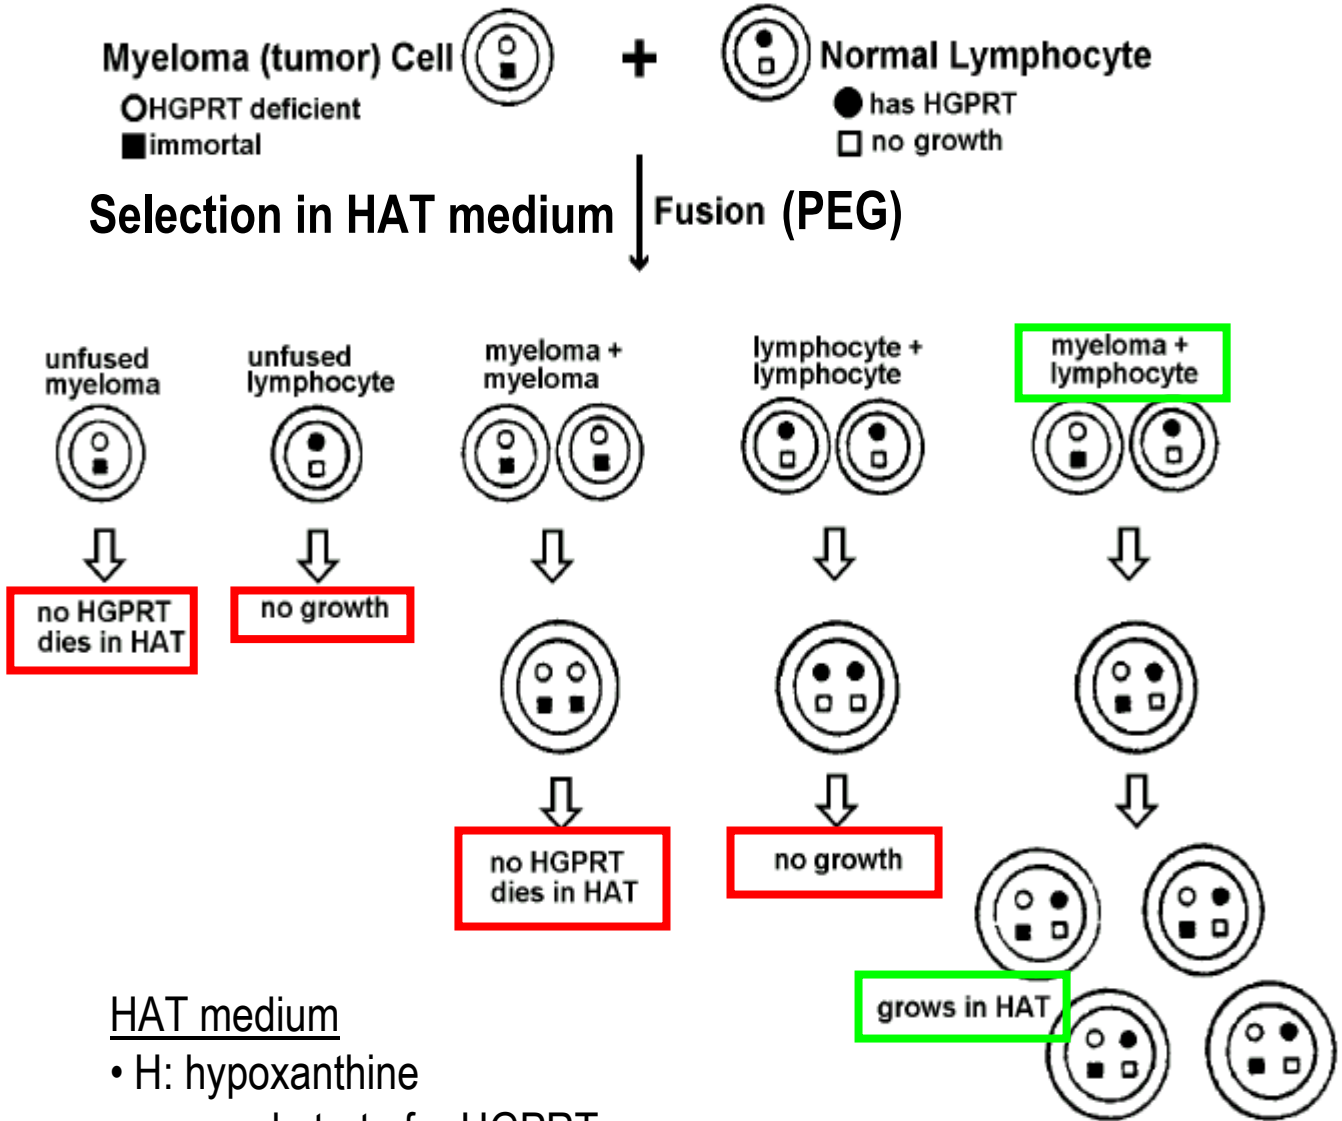 Myeloma (tumor) Cell
+
Normal Lymphocyte
HGPRT deficient
immortal
has HGPRT
no growth
Selection in HAT medium
Fusion (PEG)
unfused
myeloma
unfused
lymphocyte
myeloma +
myeloma
lymphocyte +
lymphocyte
myeloma +
lymphocyte
no HGPRT
dies in HAT
no growth
no HGPRT
dies in HAT
no growth
grows in HAT
HAT medium
• H: hypoxanthine